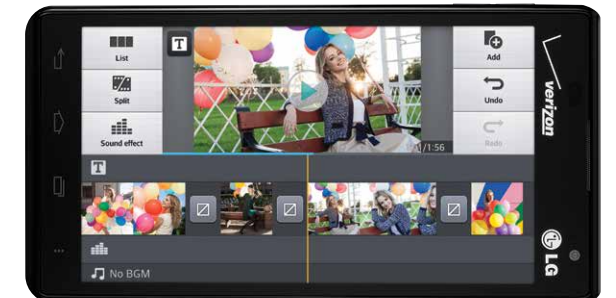 List
Split
Sound effect
T
Add
Undo
Redo
/1:56
T
No BGM
verizon
LG